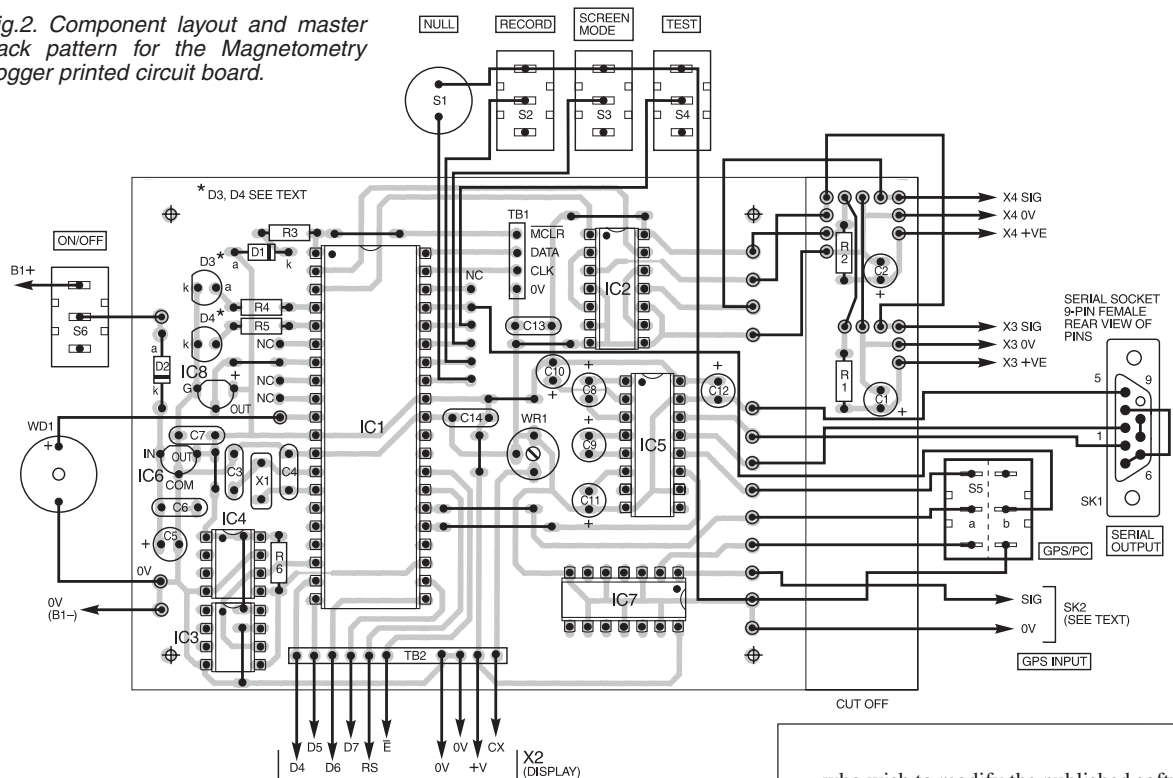 ig.2. Component layout and master
ack pattern for the Magnetometry
ogger printed circuit board.
NULL
RECORD
SCREEN
MODE
TEST
S1
S2
S3
S4
* D3, D4 SEE TEXT
ON/OFF
B1+
S6
R3
D1
a
k
D3 *
k
a
R4
D4 *
R5
k
NC
IC8
+
G
OUT
NC
NC
a
D2
k
WD1
+
C7
IN
OUT
IC6
COM
C3
X1
C4
C6
IC4
C5
+
R
6
0V
0V
(B1–)
IC3
IC1
TB1
MCLR
DATA
CLK
0V
NC
IC2
C13
C10
+
C8
+
C12
+
C14
WR1
C9
+
IC5
C11
+
IC7
TB2
D4
D5
D6
D7
RS
E
0V
0V
+V
CX
X2
(DISPLAY)
R
2
C2
+
R
1
C1
+
X4 SIG
X4 0V
X4 +VE
X3 SIG
X3 0V
X3 +VE
SERIAL SOCKET
9-PIN FEMALE
REAR VIEW OF
PINS
5
9
1
6
SK1
SERIAL
OUTPUT
S5
a
b
GPS/PC
SIG
0V
SK2
(SEE TEXT)
GPS INPUT
CUT OFF
who wish to modify the published soft